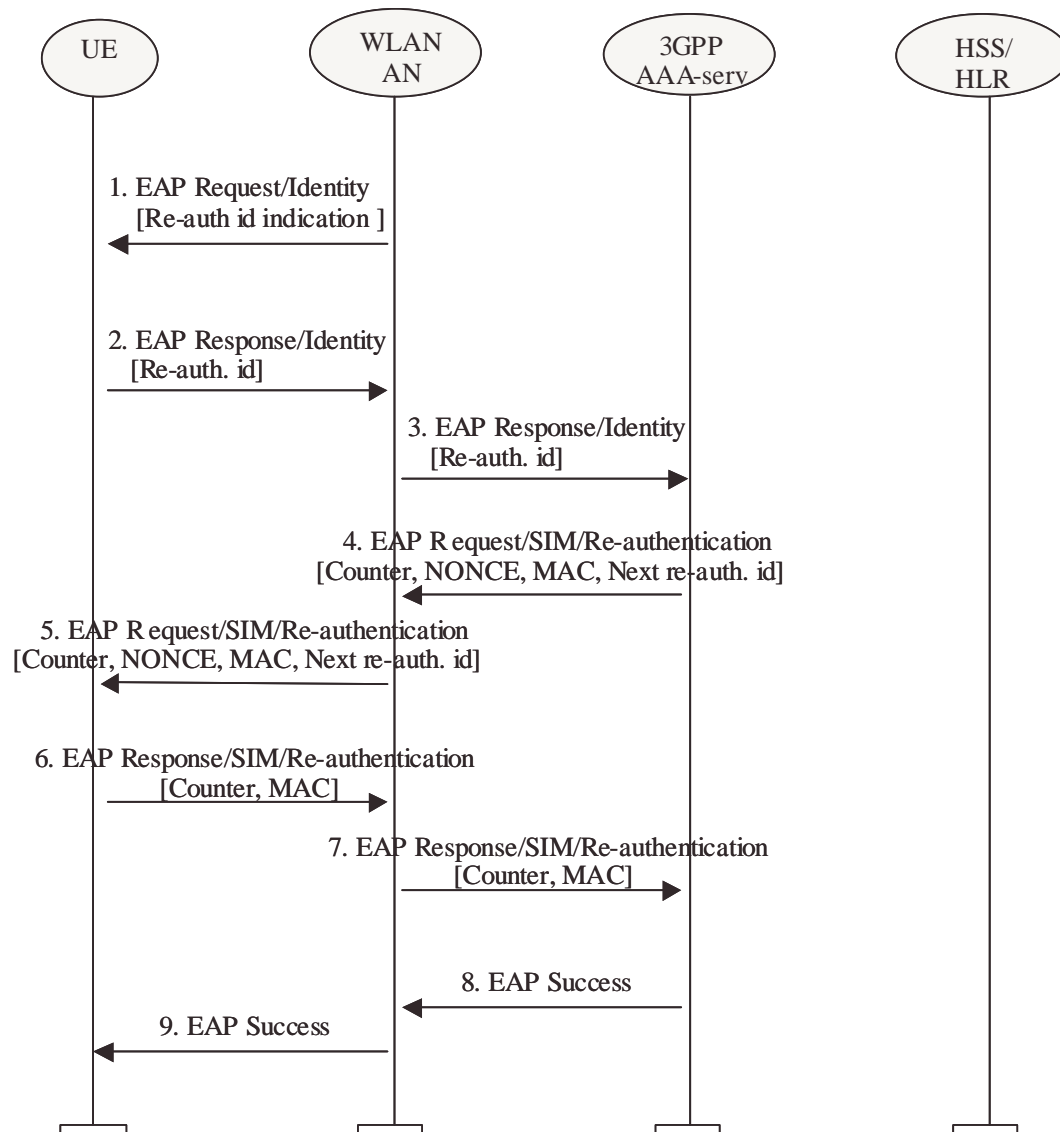 UE
WLAN
AN
3GPP
AAA-serv
HSS/
HLR
1. EAP Request/Identity
[Re-auth id indication ]
2. EAP Response/Identity
[Re-auth. id]
3. EAP Response/Identity
[Re-auth. id]
4. EAP Request/SIM/Re-authentication
[Counter, NONCE, MAC, Next re-auth. id]
5. EAP Request/SIM/Re-authentication
[Counter, NONCE, MAC, Next re-auth. id]
6. EAP Response/SIM/Re-authentication
[Counter, MAC]
7. EAP Response/SIM/Re-authentication
[Counter, MAC]
8. EAP Success
9. EAP Success